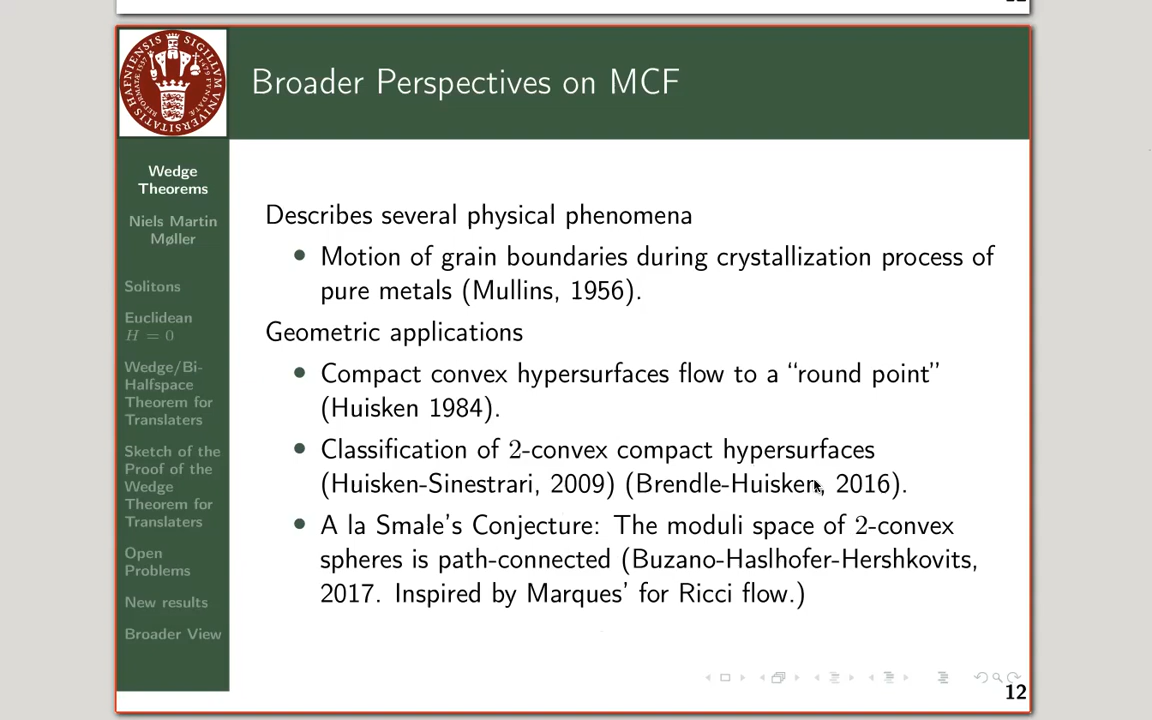 Broader Perspectives on MCF
Wedge
Theorems
Niels Martin
Møller
Solitons
Euclidean
H = 0
Wedge/Bi-
Halfspace
Theorem for
Translaters
Sketch of the
Proof of the
Wedge
Theorem for
Translaters
Open
Problems
New results
Broader View
Describes several physical phenomena
• Motion of grain boundaries during crystallization process of
pure metals (Mullins, 1956).
Geometric applications
• Compact convex hypersurfaces flow to a “round point”
(Huisken 1984).
• Classification of 2-convex compact hypersurfaces
(Huisken-Sinestrari, 2009) (Brendle-Huisken, 2016).
• A la Smale's Conjecture: The moduli space of 2-convex
spheres is path-connected (Buzano-Haslhofer-Hershkovits,
2017. Inspired by Marques' for Ricci flow.)
12